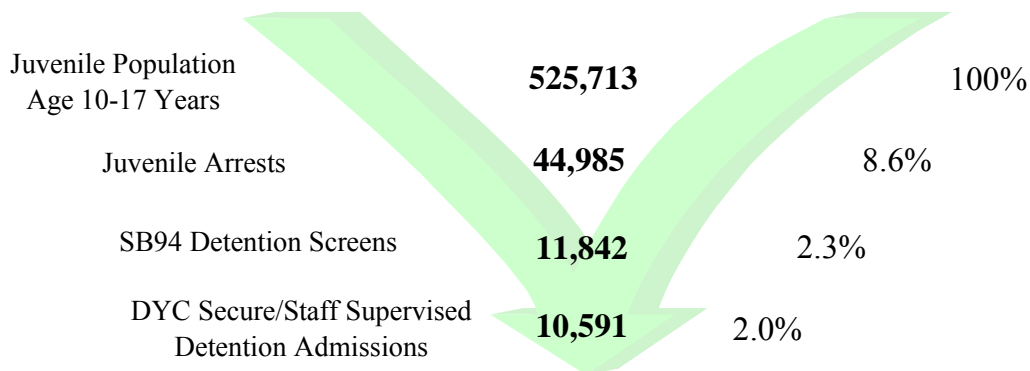 Juvenile Population
Age 10-17 Years
525,713
100%
Juvenile Arrests
44,985
8.6%
SB94 Detention Screens
11,842
2.3%
DYC Secure/Staff Supervised
Detention Admissions
10,591
2.0%